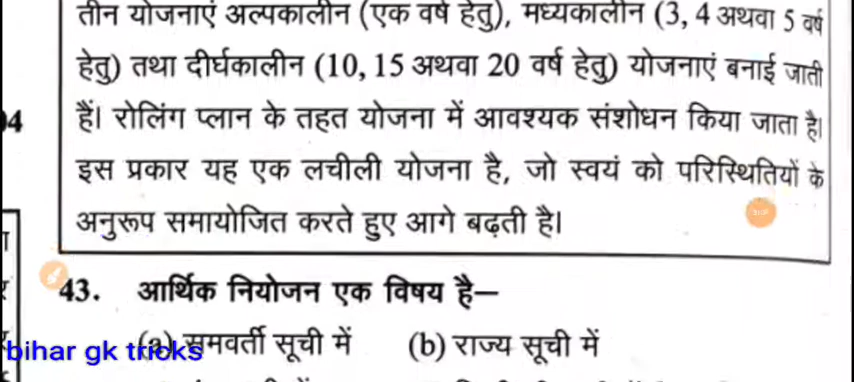 तीन योजनाएं अल्पकालीन (एक वर्ष हेतु), मध्यकालीन (3, 4 अथवा 5 वर्ष
हेतु) तथा दीर्घकालीन (10, 15 अथवा 20 वर्ष हेतु) योजनाएं बनाई जाती
हैं। रोलिंग प्लान के तहत योजना में आवश्यक संशोधन किया जाता है।
इस प्रकार यह एक लचीली योजना है, जो स्वयं को परिस्थितियों के
अनुरूप समायोजित करते हुए आगे बढ़ती है।
43. आर्थिक नियोजन एक विषय है—
(a) समवर्ती सूची में (b) राज्य सूची में
bihar gk tricks